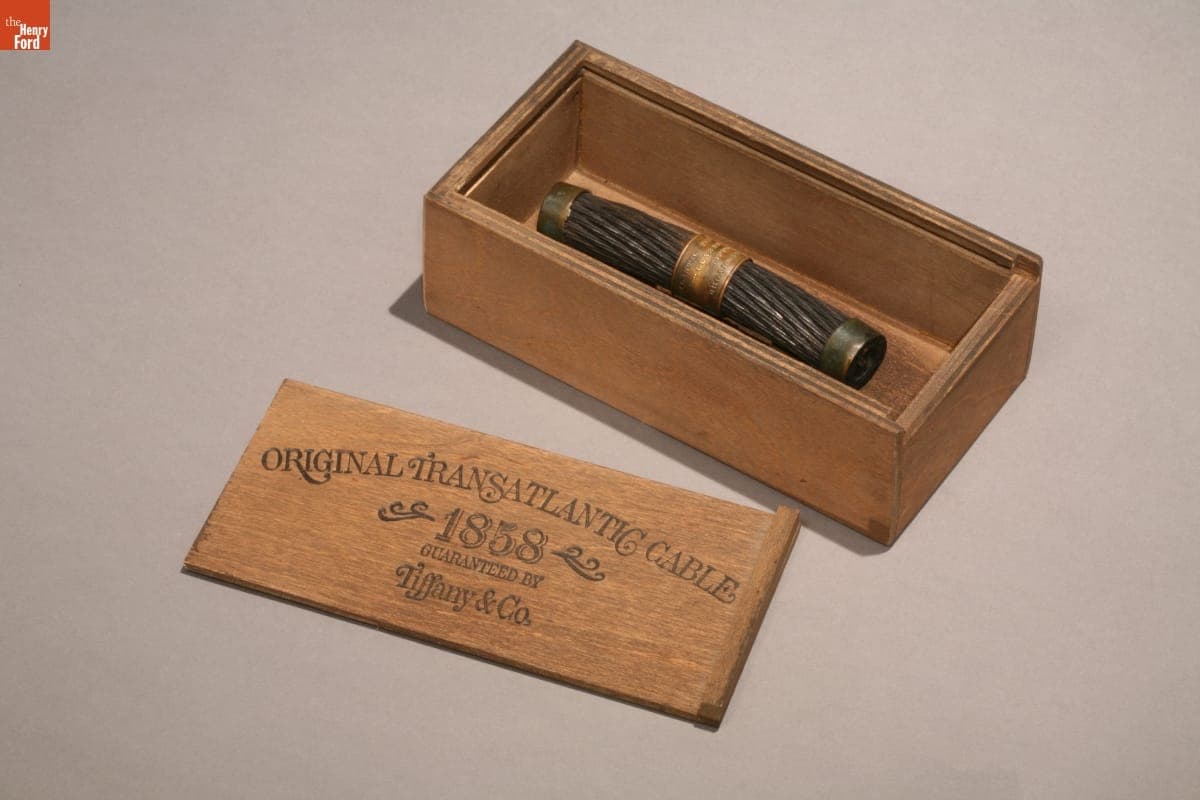 the
Henry
Ford
ORIGINAL TRANSATLANTIC CABLE
1858
GUARANTEED BY
Tiffany & Co.